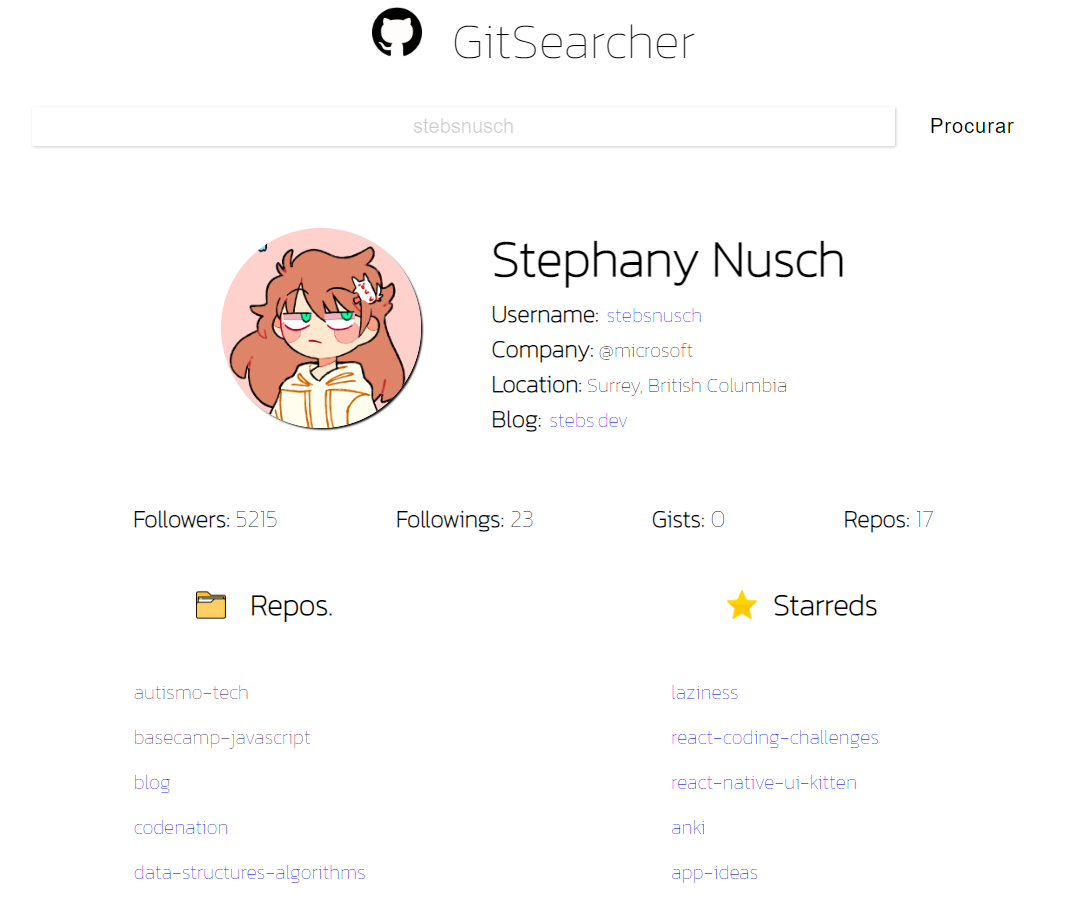 GitSearcher
stebsnusch
Procurar
Stephany Nusch
Username: stebsnusch
Company: @microsoft
Location: Surrey, British Columbia
Blog: stebs.dev
Followers: 5215
Followings: 23
Gists: 0
Repos: 17
Repos.
autismo-tech
basecamp-javascript
blog
codenation
data-structures-algorithms
Starreds
laziness
react-coding-challenges
react-native-ui-kitten
anki
app-ideas